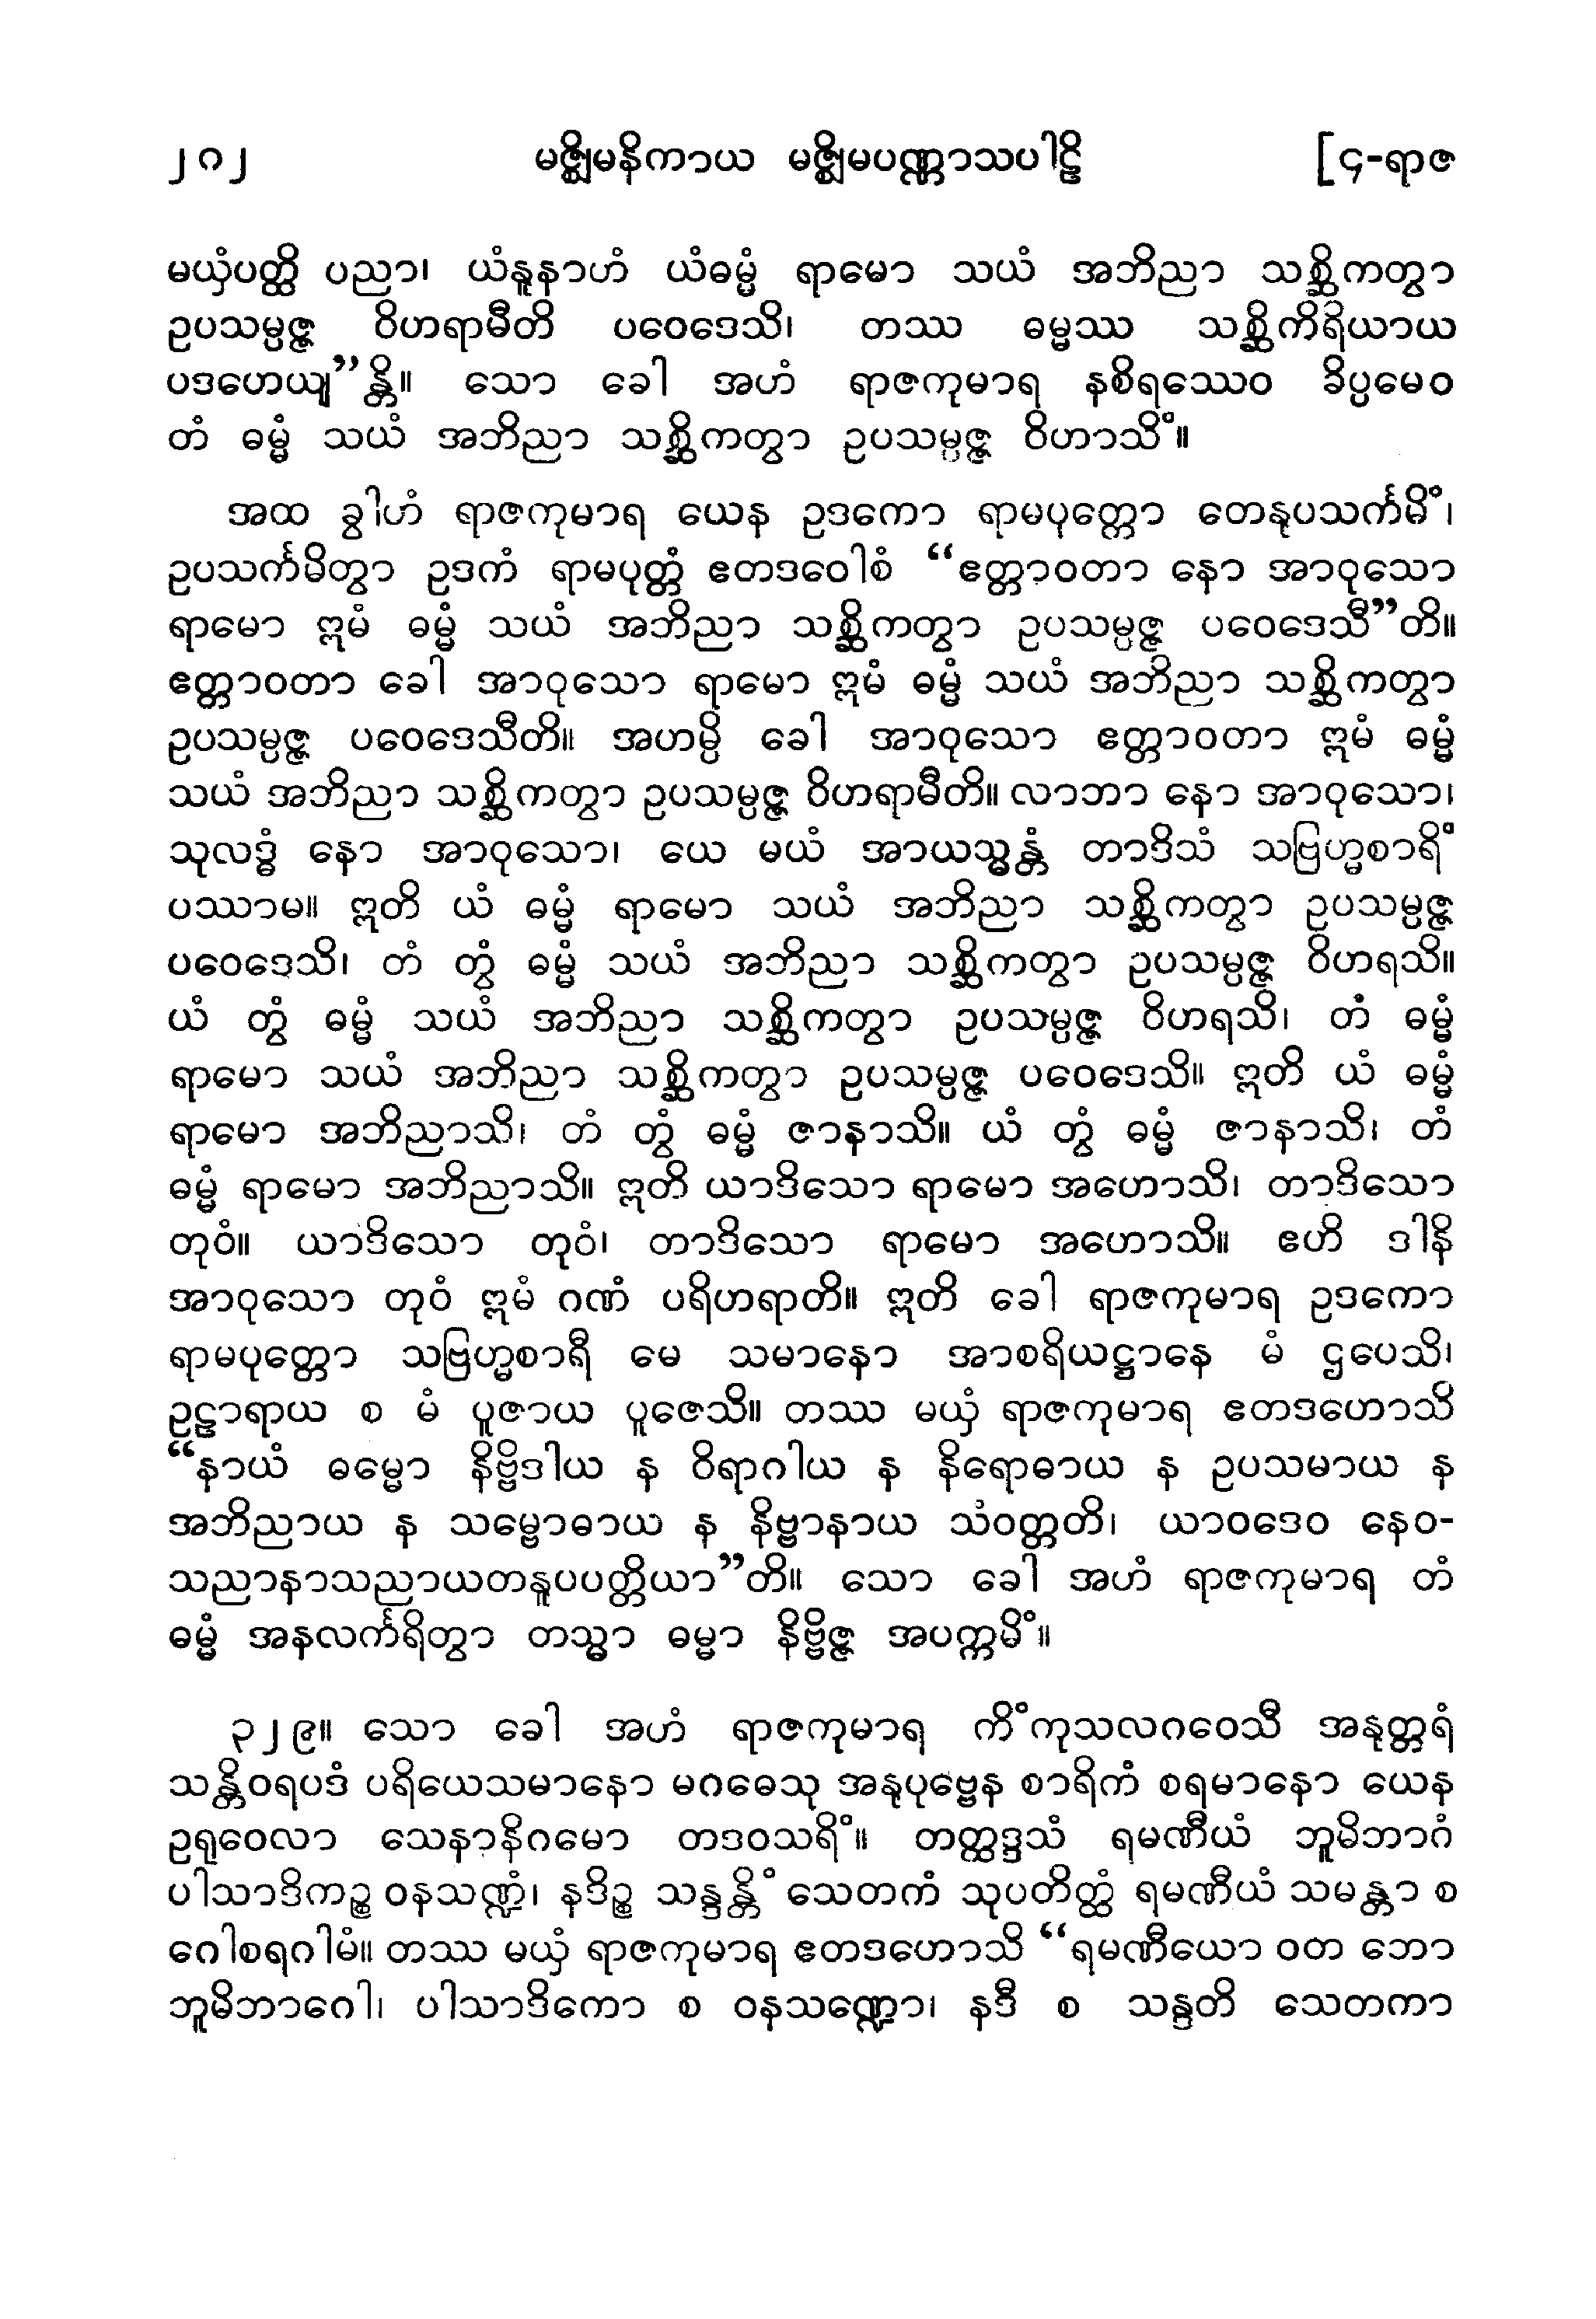 ၂၈၂ မဇ္ဈိမနိကာယ မဇ္ဈိမပဏ္ဏာသပါဠိ [၄-ရာဇ
မယှံပတ္ထိ ပညာ၊ ယံနူနာဟံ ယံဓမ္မံ ရာမော သယံ အဘိညာ သစ္ဆိကတွာ
ဥပသမ္ပဇ္ဇ ဝိဟရာမီတိ ပဝေဒေသိ၊ တဿ ဓမ္မဿ သစ္ဆိကိရိယာယ
ပဒဟေယျ”န္တိ။ သော ခေါ အဟံ ရာဇကုမာရ နစိရဿေဝ ခိပ္ပမေဝ
တံ ဓမ္မံ သယံ အဘိညာ သစ္ဆိကတွာ ဥပသမ္ပဇ္ဇ ဝိဟာသိံ။
အထ ခွါဟံ ရာဇကုမာရ ယေန ဥဒကော ရာမပုတ္တော တေနုပသင်္ကမိံ၊
ဥပသင်္ကမိတွာ ဥဒကံ ရာမပုတ္တံ ဧတဒဝေါစံ “ဧတ္တာဝတာ နော အာဝုသော
ရာမော ဣမံ ဓမ္မံ သယံ အဘိညာ သစ္ဆိကတွာ ဥပသမ္ပဇ္ဇ ပဝေဒေသီ”တိ။
ဧတ္တာဝတာ ခေါ အာဝုသော ရာမော ဣမံ ဓမ္မံ သယံ အဘိညာ သစ္ဆိကတွာ
ဥပသမ္ပဇ္ဇ ပဝေဒေသီတိ။ အဟမ္ပိ ခေါ အာဝုသော ဧတ္တာဝတာ ဣမံ ဓမ္မံ
သယံ အဘိညာ သစ္ဆိကတွာ ဥပသမ္ပဇ္ဇ ဝိဟရာမီတိ။ လာဘာ နော အာဝုသော၊
သုလဒ္ဓံ နော အာဝုသော၊ ယေ မယံ အာယသ္မန္တံ တာဒိသံ သဗြဟ္မစာရိံ
ပဿာမ။ ဣတိ ယံ ဓမ္မံ ရာမော သယံ အဘိညာ သစ္ဆိကတွာ ဥပသမ္ပဇ္ဇ
ပဝေဒေသိ၊ တံ တွံ ဓမ္မံ သယံ အဘိညာ သစ္ဆိကတွာ ဥပသမ္ပဇ္ဇ ဝိဟရသိ။
ယံ တွံ ဓမ္မံ သယံ အဘိညာ သစ္ဆိကတွာ ဥပသမ္ပဇ္ဇ ဝိဟရသိ၊ တံ ဓမ္မံ
ရာမော သယံ အဘိညာ သစ္ဆိကတွာ ဥပသမ္ပဇ္ဇ ပဝေဒေသိ။ ဣတိ ယံ ဓမ္မံ
ရာမော အဘိညာသိ၊ တံ တွံ ဓမ္မံ ဇာနာသိ။ ယံ တွံ ဓမ္မံ ဇာနာသိ၊ တံ
ဓမ္မံ ရာမော အဘိညာသိ။ ဣတိ ယာဒိသော ရာမော အဟောသိ၊ တာဒိသော
တုဝံ။ ယာဒိသော တုဝံ၊ တာဒိသော ရာမော အဟောသိ။ ဧဟိ ဒါနိ
အာဝုသော တုဝံ ဣမံ ဂဏံ ပရိဟရာတိ။ ဣတိ ခေါ ရာဇကုမာရ ဥဒကော
ရာမပုတ္တော သဗြဟ္မစာရီ မေ သမာနော အာစရိယဋ္ဌာနေ မံ ဌပေသိ၊
ဥဠာရာယ စ မံ ပူဇာယ ပူဇေသိ။ တဿ မယှံ ရာဇကုမာရ ဧတဒဟောသိ
“နာယံ ဓမ္မော နိဗ္ဗိဒါယ န ဝိရာဂါယ န နိရောဓာယ န ဥပသမာယ န
အဘိညာယ န သမ္ဗောဓာယ န နိဗ္ဗာနာယ သံဝတ္တတိ၊ ယာဝဒေဝ နေဝ-
သညာနာသညာယတနူပပတ္တိယာ”တိ။ သော ခေါ အဟံ ရာဇကုမာရ တံ
ဓမ္မံ အနလင်္ကရိတွာ တသ္မာ ဓမ္မာ နိဗ္ဗိဇ္ဇ အပက္ကမိံ။
၃၂၉။ သော ခေါ အဟံ ရာဇကုမာရ ကိံကုသလဂဝေသီ အနုတ္တရံ
သန္တိဝရပဒံ ပရိယေသမာနော မဂဓေသု အနုပုဗ္ဗေန စာရိကံ စရမာနော ယေန
ဥရုဝေလာ သေနာနိဂမော တဒဝသရိံ။ တတ္ထဒ္ဒသံ ရမဏီယံ ဘူမိဘာဂံ
ပါသာဒိကဉ္စ ဝနသဏ္ဍံ၊ နဒိဉ္စ သန္ဒန္တိံ သေတကံ သုပတိတ္ထံ ရမဏီယံ သမန္တာ စ
ဂေါစရဂါမံ။ တဿ မယှံ ရာဇကုမာရ ဧတဒဟောသိ “ရမဏီယော ဝတ ဘော
ဘူမိဘာဂေါ၊ ပါသာဒိကော စ ဝနသဏ္ဍော၊ နဒီ စ သန္ဒတိ သေတကာ